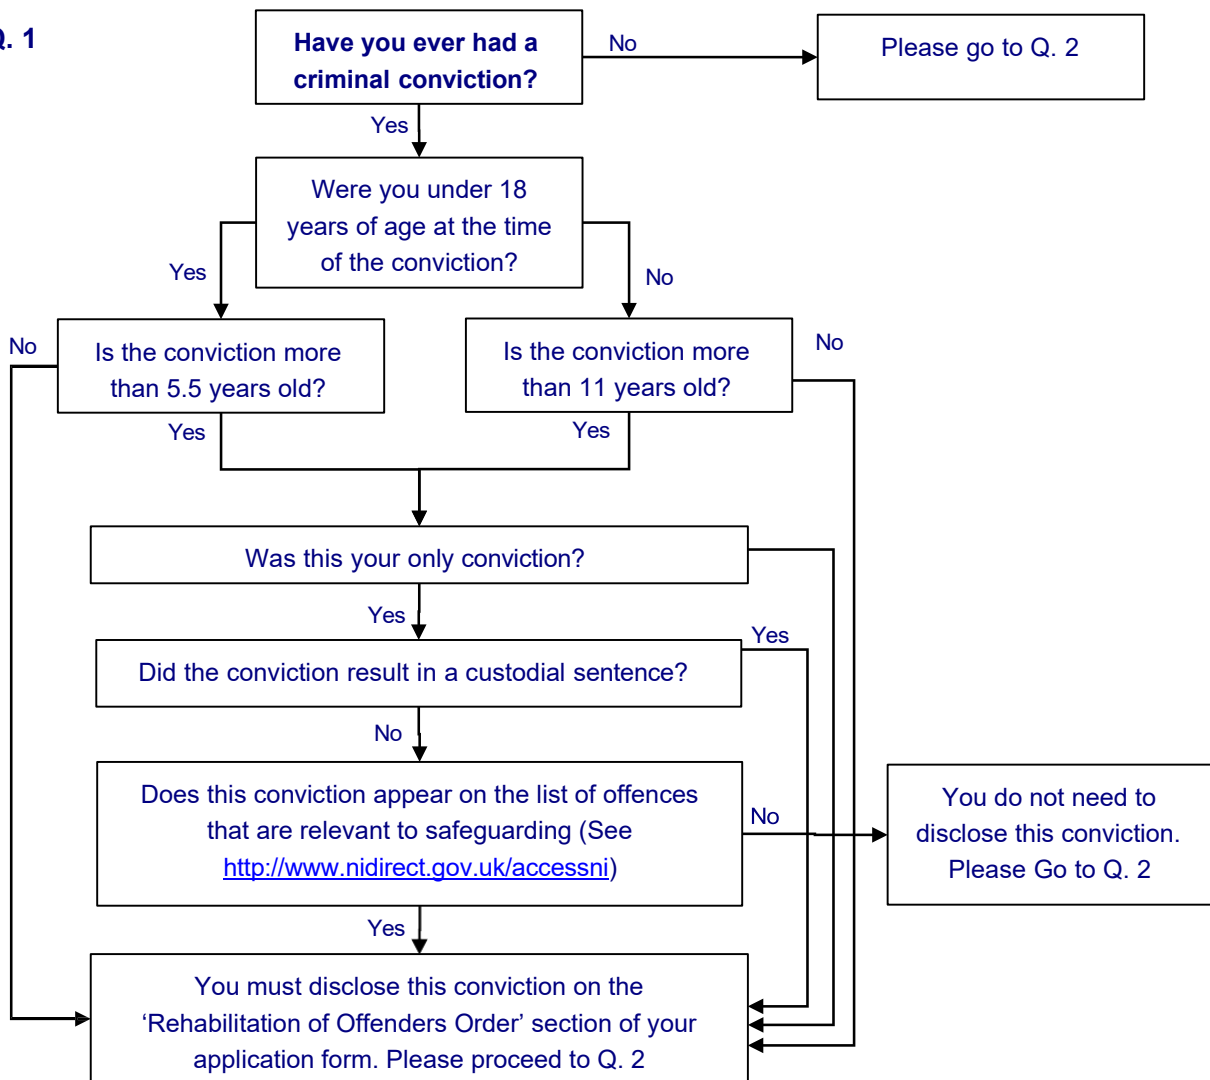 Q. 1
Have you ever had a
criminal conviction?
No
Please go to Q. 2
Yes
Were you under 18
years of age at the time
of the conviction?
Yes
No
No
Is the conviction more
than 5.5 years old?
Is the conviction more
than 11 years old?
No
Yes
Yes
Was this your only conviction?
Yes
Did the conviction result in a custodial sentence?
Yes
No
Does this conviction appear on the list of offences
that are relevant to safeguarding (See
http://www.nidirect.gov.uk/accessni)
No
You do not need to
disclose this conviction.
Please Go to Q. 2
Yes
You must disclose this conviction on the
‘Rehabilitation of Offenders Order’ section of your
application form. Please proceed to Q. 2